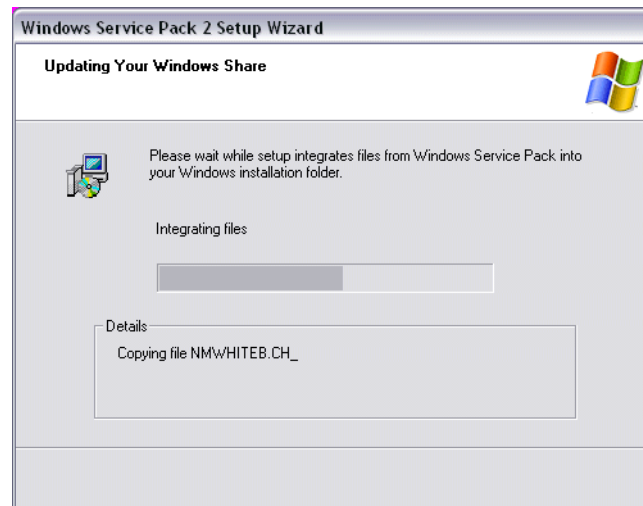 Windows Service Pack 2 Setup Wizard
Updating Your Windows Share
Please wait while setup integrates files from Windows Service Pack into
your Windows installation folder.
Integrating files
Details
Copying file NMWHITEB.CH_